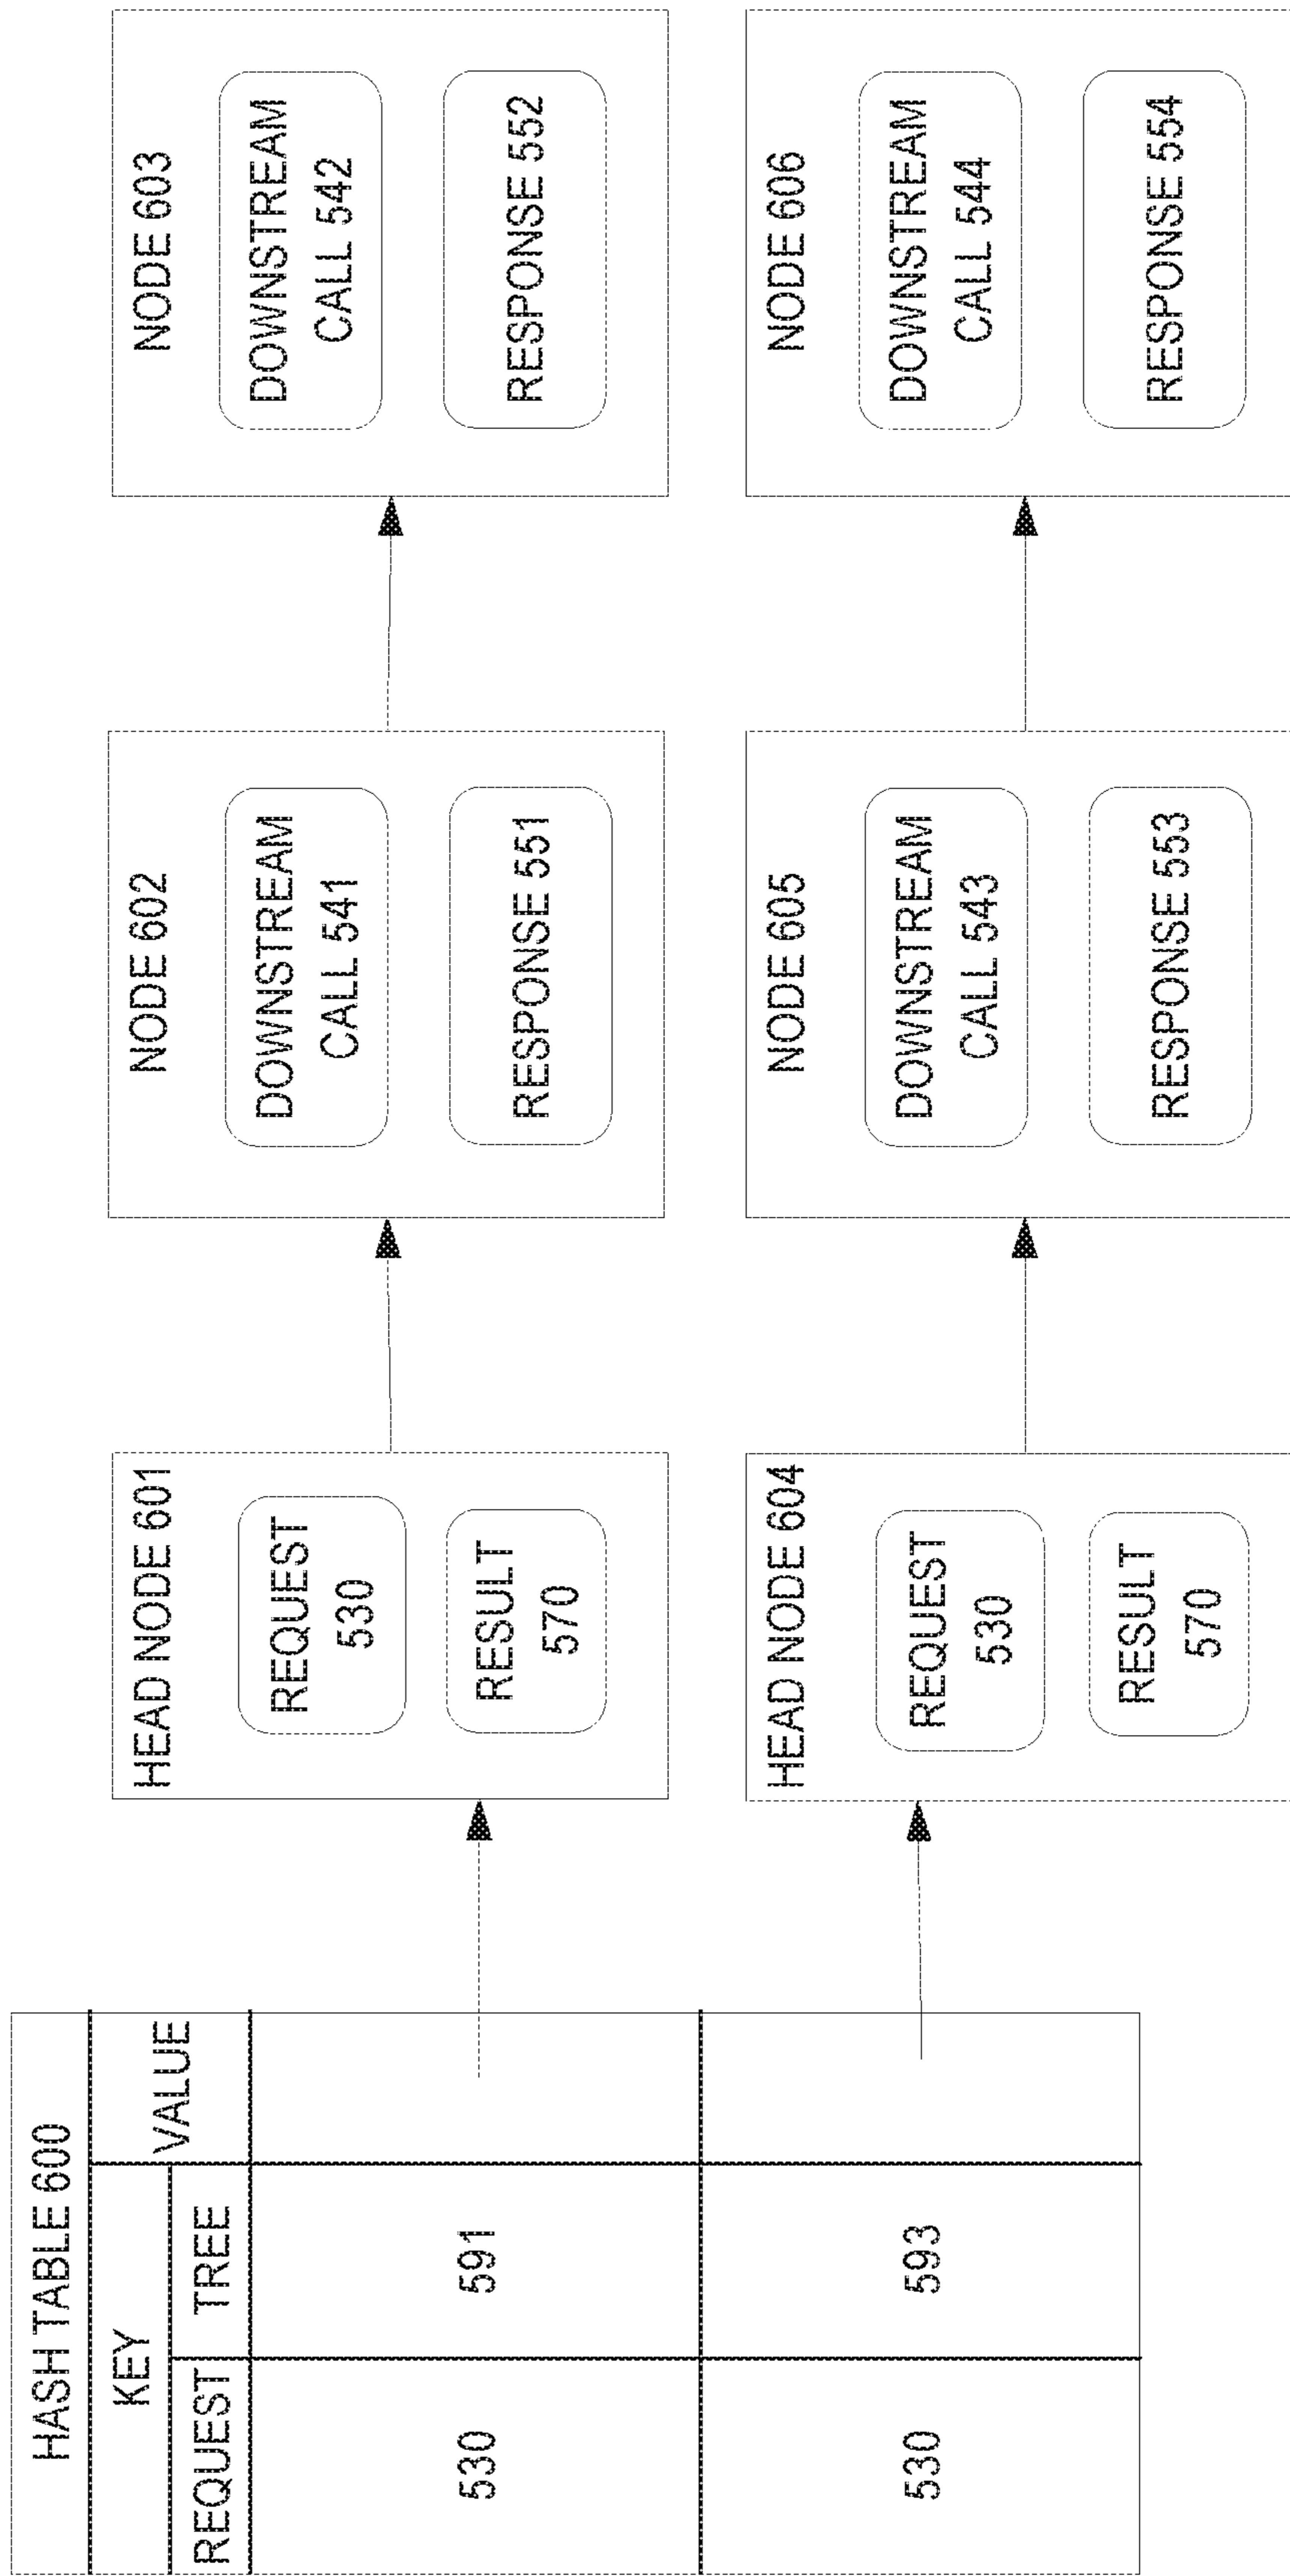 HASH TABLE 600
KEY
VALUE
REQUEST
TREE
530
591
530
593
HEAD NODE 601
REQUEST
530
RESULT
570
NODE 602
DOWNSTREAM
CALL 541
RESPONSE 551
NODE 603
DOWNSTREAM
CALL 542
RESPONSE 552
HEAD NODE 604
REQUEST
530
RESULT
570
NODE 605
DOWNSTREAM
CALL 543
RESPONSE 553
NODE 606
DOWNSTREAM
CALL 544
RESPONSE 554